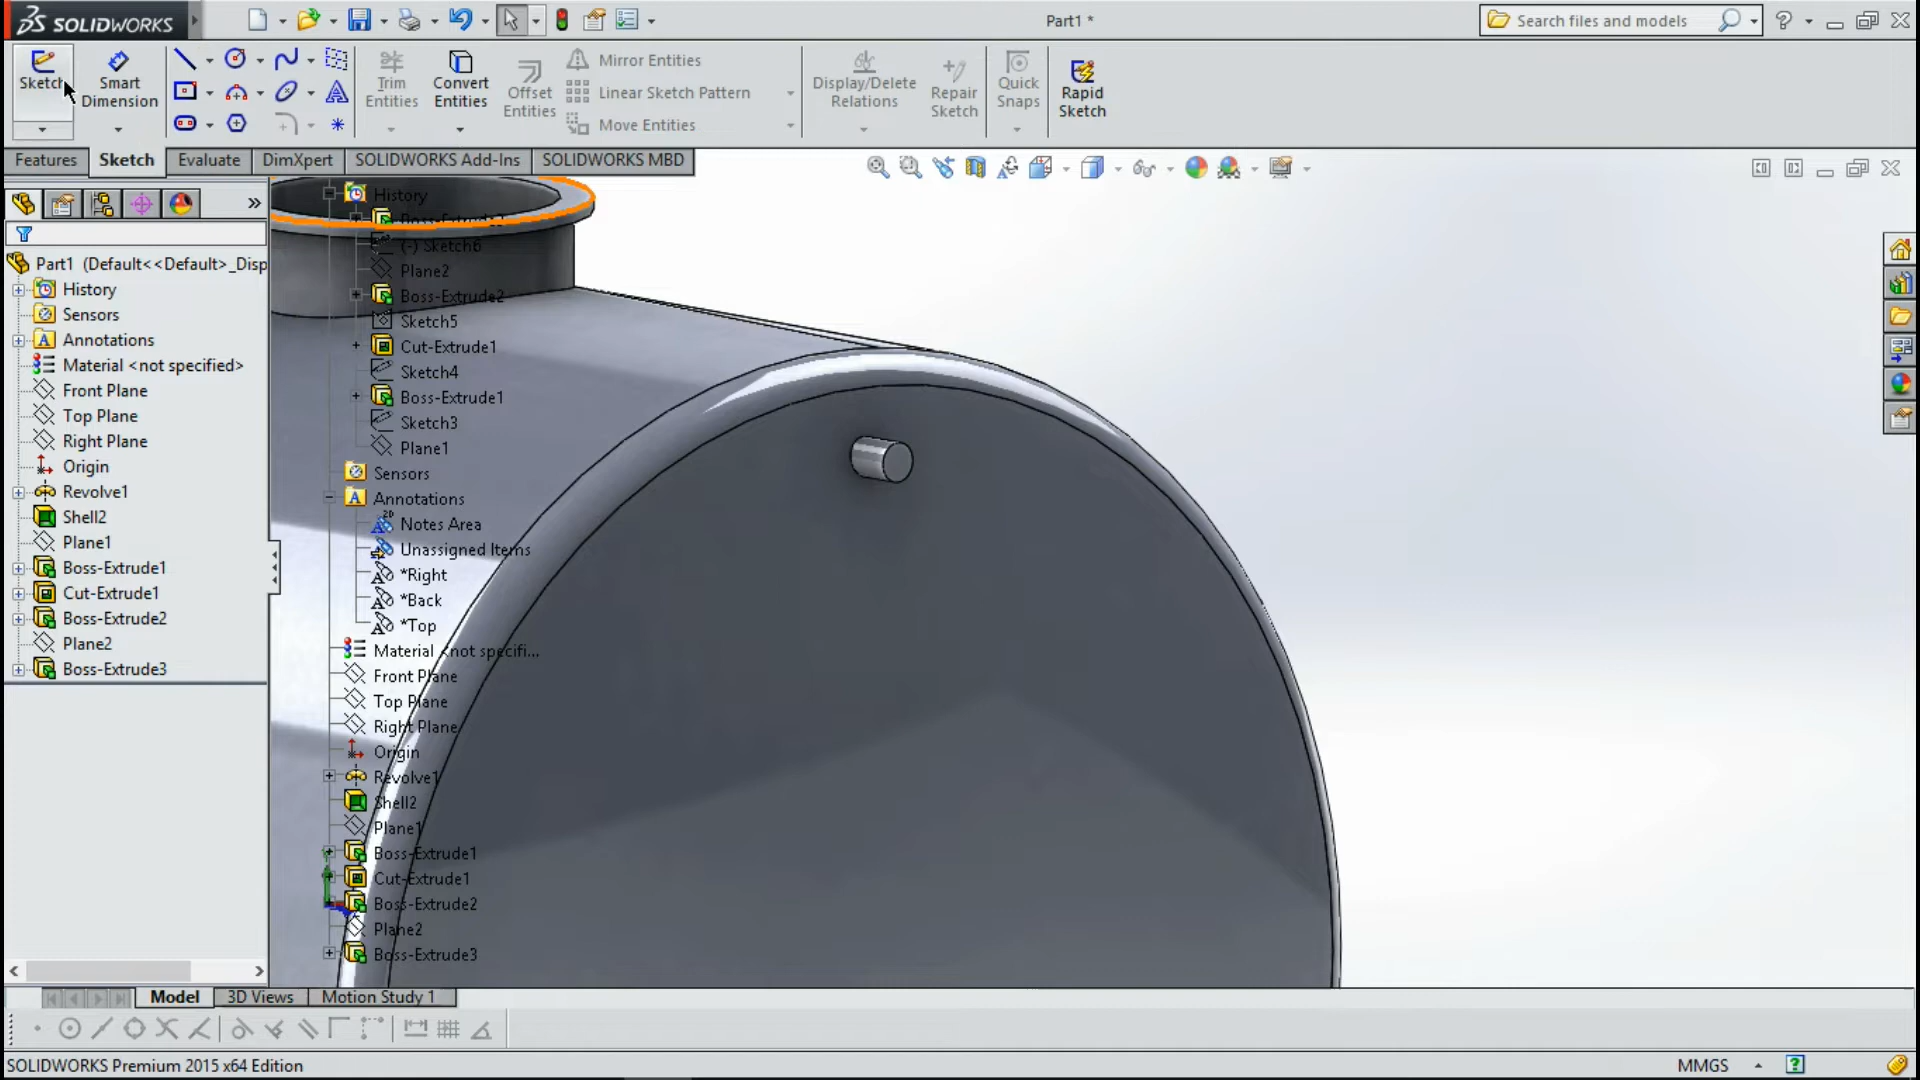 SOLIDWORKS
Part1 *
Search files and models
Sketch
Smart Dimension
Trim Entities
Convert Entities
Offset Entities
Mirror Entities
Linear Sketch Pattern
Move Entities
Display/Delete Relations
Repair Sketch
Quick Snaps
Rapid Sketch
Features
Sketch
Evaluate
DimXpert
SOLIDWORKS Add-Ins
SOLIDWORKS MBD
Part1 (Default<<Default>_Disp
History
Sensors
Annotations
Material <not specified>
Front Plane
Top Plane
Right Plane
Origin
Revolve1
Shell2
Plane1
Boss-Extrude1
Cut-Extrude1
Boss-Extrude2
Plane2
Boss-Extrude3
History
Boss-Extrude3
(-) Sketch6
Plane2
Boss-Extrude2
Sketch5
Cut-Extrude1
Sketch4
Boss-Extrude1
Sketch3
Plane1
Sensors
Annotations
Notes Area
Unassigned Items
*Right
*Back
*Top
Material <not specifi...
Front Plane
Top Plane
Right Plane
Origin
Revolve1
Shell2
Plane1
Boss-Extrude1
Cut-Extrude1
Boss-Extrude2
Plane2
Boss-Extrude3
Model
3D Views
Motion Study 1
SOLIDWORKS Premium 2015 x64 Edition
MMGS